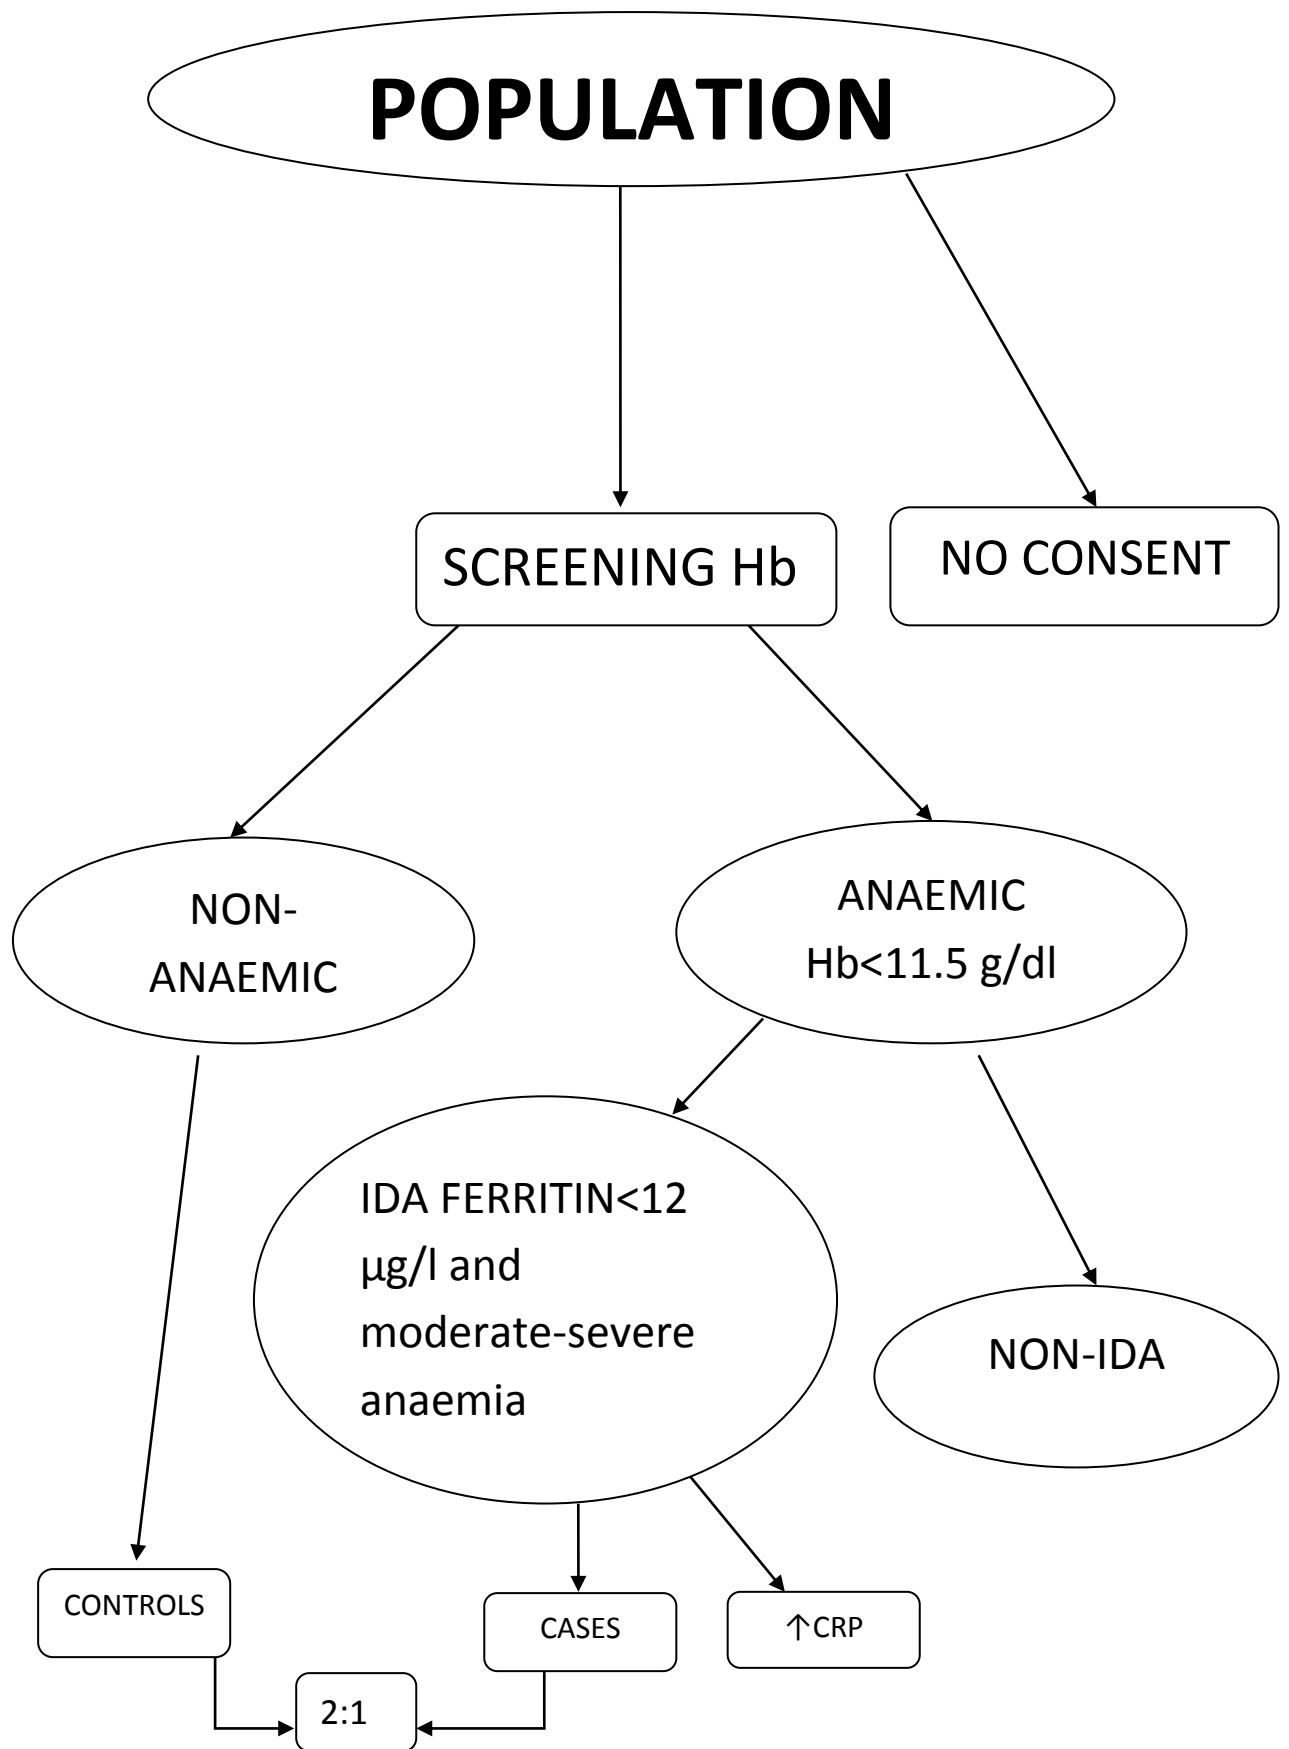 POPULATION
SCREENING Hb
NO CONSENT
NON-
ANAEMIC
ANAEMIC
Hb<11.5 g/dl
IDA FERRITIN<12
µg/l and
moderate-severe
anaemia
NON-IDA
CONTROLS
CASES
↑CRP
2:1